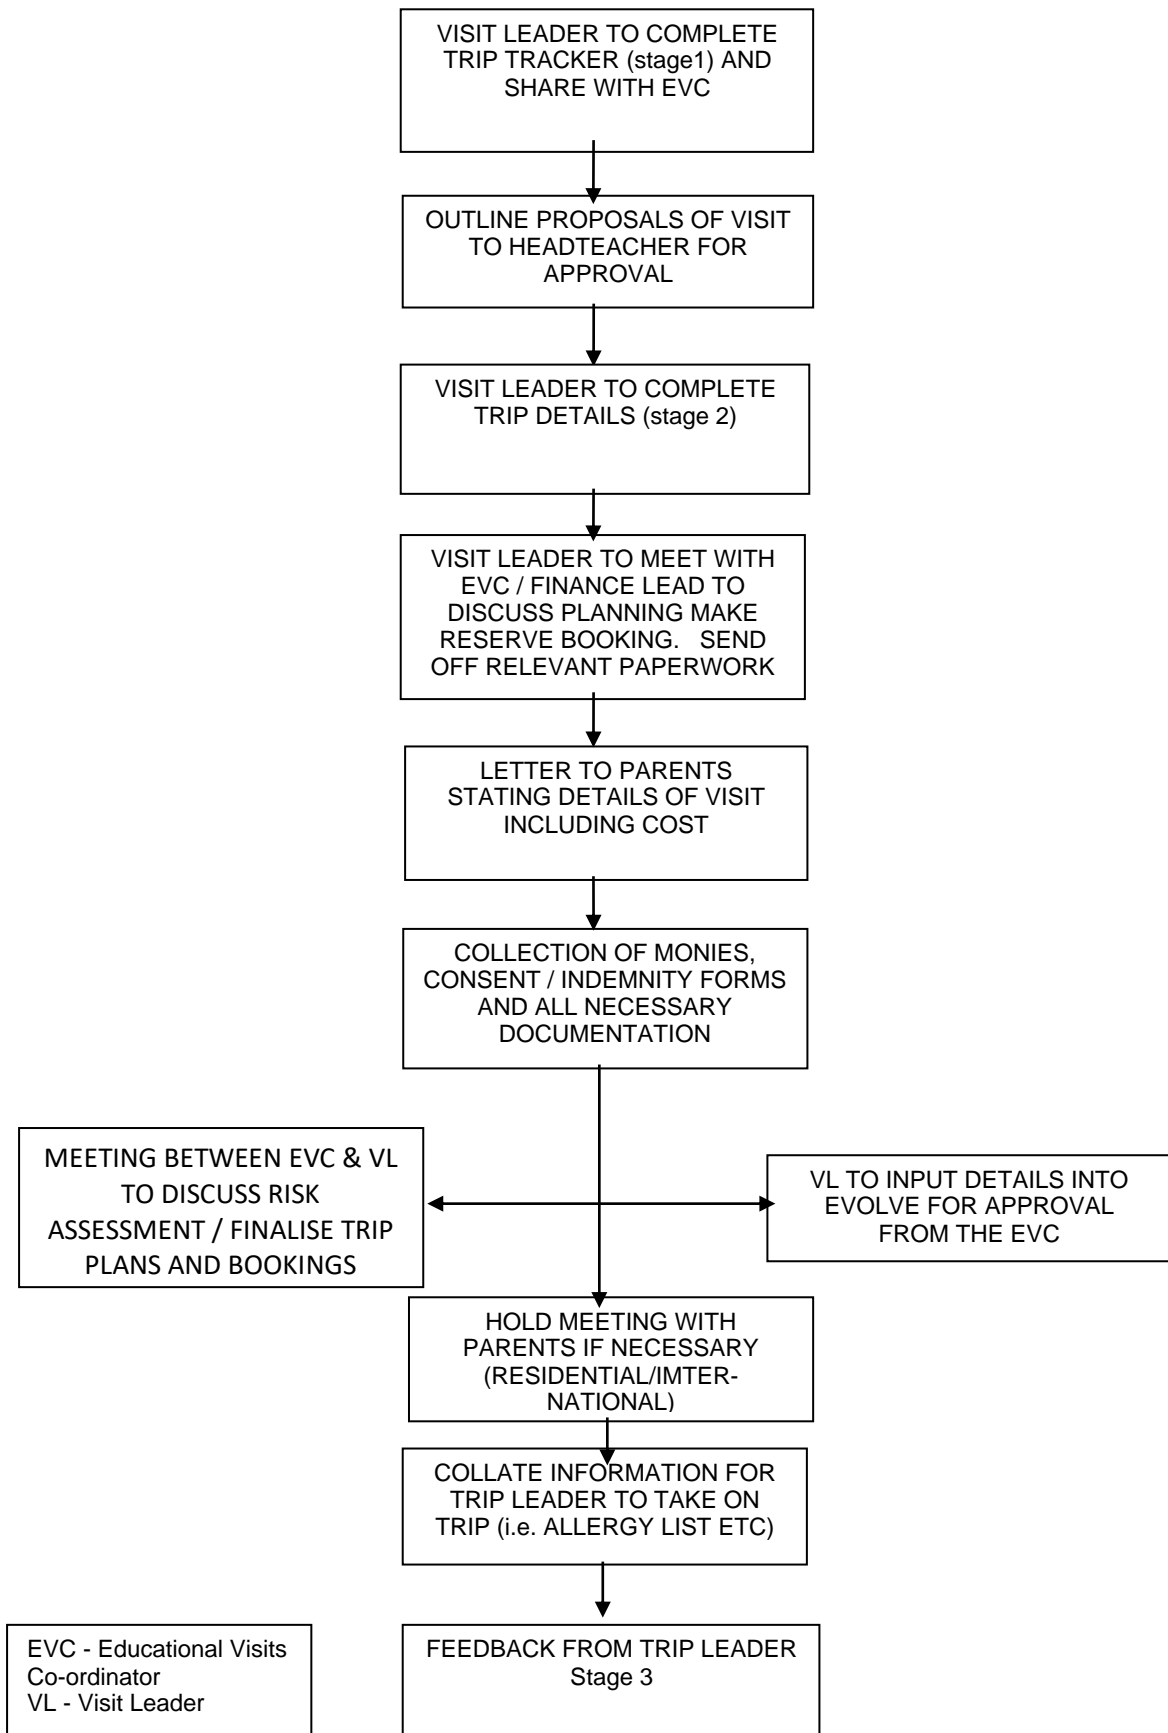 VISIT LEADER TO COMPLETE
TRIP TRACKER (stage1) AND
SHARE WITH EVC
OUTLINE PROPOSALS OF VISIT
TO HEADTEACHER FOR
APPROVAL
VISIT LEADER TO COMPLETE
TRIP DETAILS (stage 2)
VISIT LEADER TO MEET WITH
EVC / FINANCE LEAD TO
DISCUSS PLANNING MAKE
RESERVE BOOKING.   SEND
OFF RELEVANT PAPERWORK
LETTER TO PARENTS
STATING DETAILS OF VISIT
INCLUDING COST
COLLECTION OF MONIES,
CONSENT / INDEMNITY FORMS
AND ALL NECESSARY
DOCUMENTATION
MEETING BETWEEN EVC & VL
TO DISCUSS RISK
ASSESSMENT / FINALISE TRIP
PLANS AND BOOKINGS
VL TO INPUT DETAILS INTO
EVOLVE FOR APPROVAL
FROM THE EVC
HOLD MEETING WITH
PARENTS IF NECESSARY
(RESIDENTIAL/IMTER-
NATIONAL)
COLLATE INFORMATION FOR
TRIP LEADER TO TAKE ON
TRIP (i.e. ALLERGY LIST ETC)
EVC - Educational Visits
Co-ordinator
VL - Visit Leader
FEEDBACK FROM TRIP LEADER
Stage 3